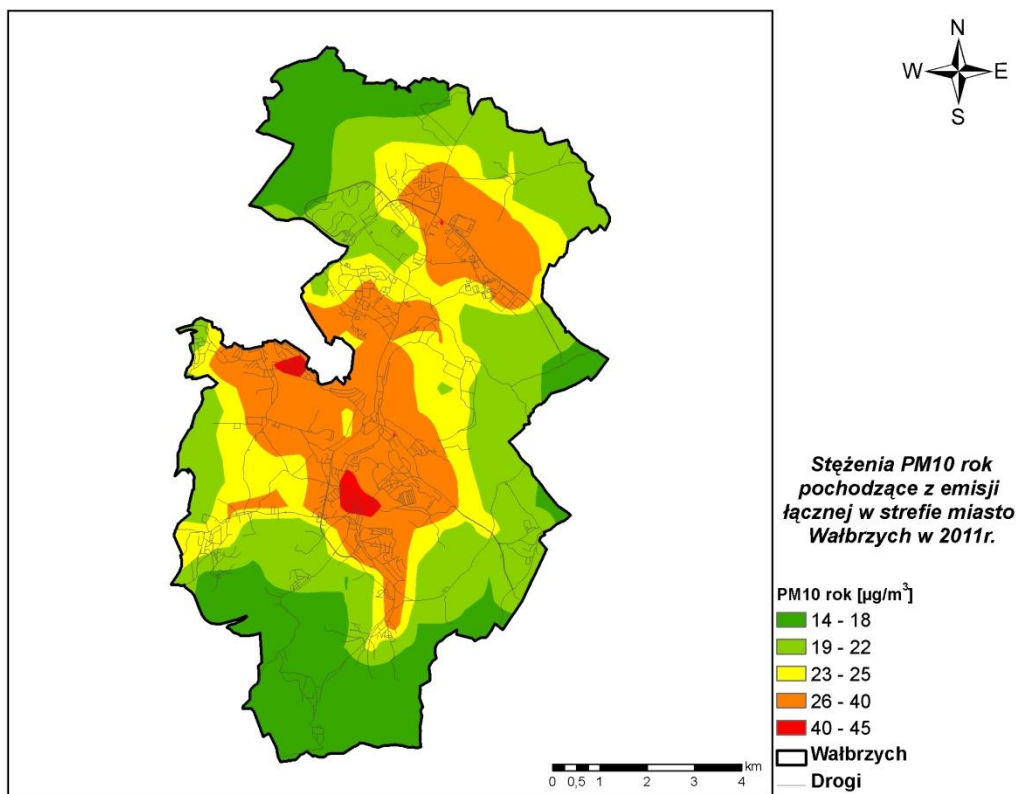 N
W E
S
Stężenia PM10 rok
pochodzące z emisji
łącznej w strefie miasto
Wałbrzych w 2011r.
PM10 rok [µg/m³]
14 - 18
19 - 22
23 - 25
26 - 40
40 - 45
Wałbrzych
Drogi
km
0 0,5 1 2 3 4